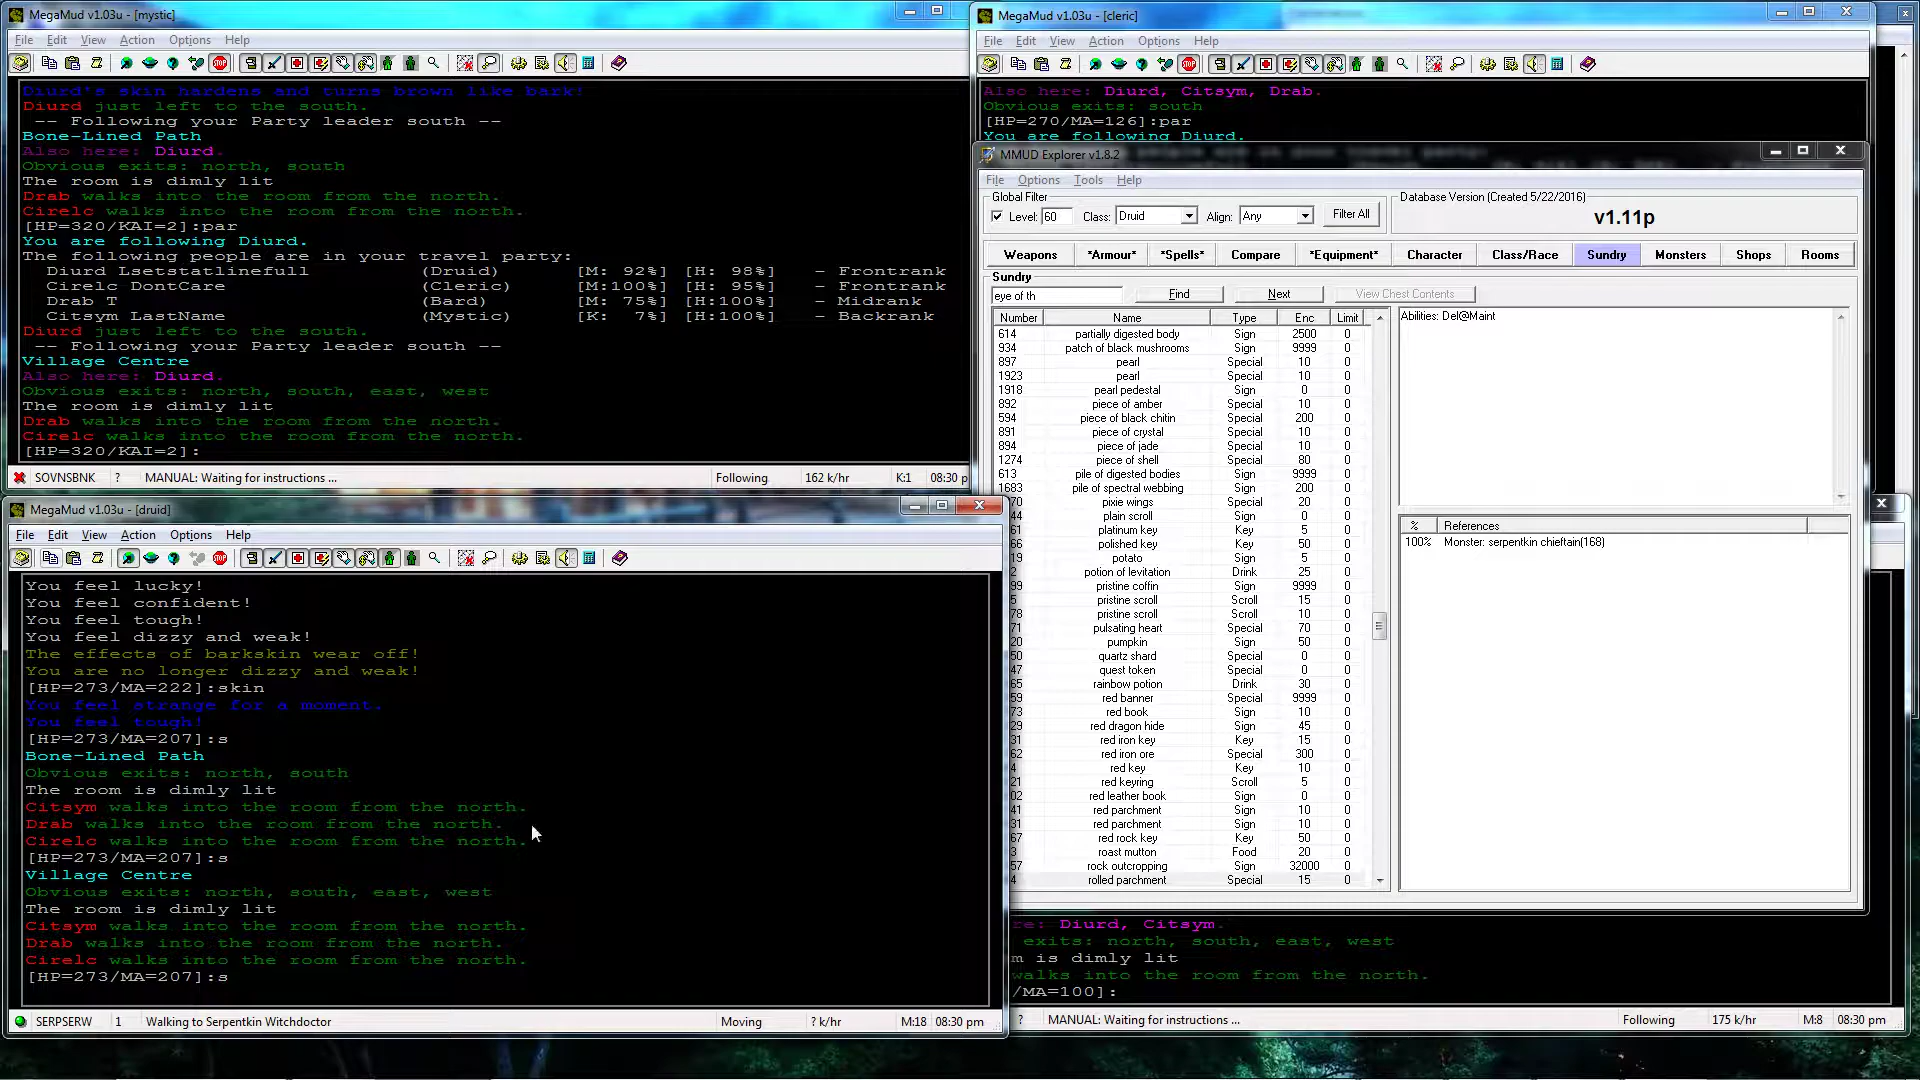 MegaMud v1.03u - [mystic]
File Edit View Action Options Help
Diurd's skin hardens and turns brown like bark!
Diurd just left to the south.
-- Following your Party leader south --
Bone-Lined Path
Also here: Diurd.
Obvious exits: north, south
The room is dimly lit
Drab walks into the room from the north.
Cirelc walks into the room from the north.
[HP=320/KAI=2]:par
You are following Diurd.
The following people are in your travel party:
Diurd Lsetstatlinefull (Druid) [M: 92%] [H: 98%] - Frontrank
Cirelc DontCare (Cleric) [M:100%] [H: 95%] - Frontrank
Drab T (Bard) [M: 75%] [H:100%] - Midrank
Citsym LastName (Mystic) [K: 7%] [H:100%] - Backrank
Diurd just left to the south.
-- Following your Party leader south --
Village Centre
Also here: Diurd.
Obvious exits: north, south, east, west
The room is dimly lit
Drab walks into the room from the north.
Cirelc walks into the room from the north.
[HP=320/KAI=2]:
SOVNSBNK ? MANUAL: Waiting for instructions ... Following 162 k/hr K:1 08:30 p
MegaMud v1.03u - [cleric]
File Edit View Action Options Help
Also here: Diurd, Citsym, Drab.
Obvious exits: south
[HP=270/MA=126]:par
You are following Diurd.
MMUD Explorer v1.8.2
File Options Tools Help
Global Filter
Level: 60 Class: Druid Align: Any Filter All
Database Version (Created 5/22/2016)
v1.11p
Weapons *Armour* *Spells* Compare *Equipment* Character Class/Race Sundry Monsters Shops Rooms
Sundry
eye of th Find Next View Chest Contents
Number Name Type Enc Limit
614 partially digested body Sign 2500 0
934 patch of black mushrooms Sign 9999 0
897 pearl Special 10 0
1923 pearl Special 10 0
1918 pearl pedestal Sign 0 0
892 piece of amber Special 10 0
594 piece of black chitin Special 200 0
891 piece of crystal Special 10 0
894 piece of jade Special 10 0
1274 piece of shell Special 80 0
613 pile of digested bodies Sign 9999 0
1683 pile of spectral webbing Sign 200 0
70 pixie wings Special 20 0
44 plain scroll Sign 0 0
61 platinum key Key 5 0
66 polished key Key 50 0
19 potato Sign 5 0
2 potion of levitation Drink 25 0
99 pristine coffin Sign 9999 0
5 pristine scroll Scroll 15 0
78 pristine scroll Scroll 10 0
71 pulsating heart Special 70 0
20 pumpkin Sign 50 0
50 quartz shard Special 0 0
47 quest token Special 0 0
65 rainbow potion Drink 30 0
59 red banner Special 9999 0
73 red book Sign 10 0
29 red dragon hide Sign 45 0
31 red iron key Key 15 0
62 red iron ore Special 300 0
4 red key Key 10 0
21 red keyring Scroll 5 0
02 red leather book Sign 0 0
41 red parchment Sign 10 0
31 red parchment Sign 10 0
67 red rock key Key 50 0
3 roast mutton Food 20 0
57 rock outcropping Sign 32000 0
4 rolled parchment Special 15 0
Abilities: Del@Maint
% References
100% Monster: serpentkin chieftain(168)
MegaMud v1.03u - [druid]
File Edit View Action Options Help
You feel lucky!
You feel confident!
You feel tough!
You feel dizzy and weak!
The effects of barkskin wear off!
You are no longer dizzy and weak!
[HP=273/MA=222]:skin
You feel strange for a moment.
You feel tough!
[HP=273/MA=207]:s
Bone-Lined Path
Obvious exits: north, south
The room is dimly lit
Citsym walks into the room from the north.
Drab walks into the room from the north.
Cirelc walks into the room from the north.
[HP=273/MA=207]:s
Village Centre
Obvious exits: north, south, east, west
The room is dimly lit
Citsym walks into the room from the north.
Drab walks into the room from the north.
Cirelc walks into the room from the north.
[HP=273/MA=207]:s
SERPSERW 1 Walking to Serpentkin Witchdoctor Moving ? k/hr M:18 08:30 pm
re: Diurd, Citsym.
exits: north, south, east, west
m is dimly lit
walks into the room from the north.
/MA=100]:
? MANUAL: Waiting for instructions ... Following 175 k/hr M:8 08:30 pm